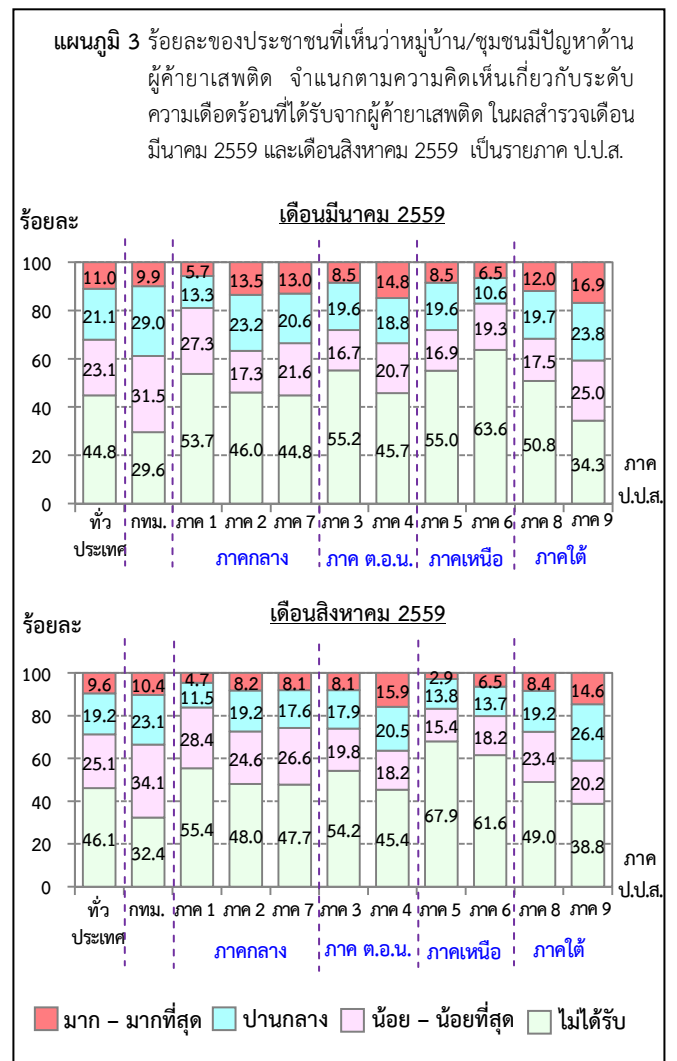 แผนภูมิ 3 ร้อยละของประชาชนที่เห็นว่าหมู่บ้าน/ชุมชนมีปัญหาด้าน
ผู้ค้ายาเสพติด จำแนกตามความคิดเห็นเกี่ยวกับระดับ
ความเดือดร้อนที่ได้รับจากผู้ค้ายาเสพติด ในผลสำรวจเดือน
มีนาคม 2559 และเดือนสิงหาคม 2559 เป็นรายภาค ป.ป.ส.
ร้อยละ
เดือนมีนาคม 2559
100
80
60
40
20
0
11.0 9.9 5.7 13.5 13.0 8.5 14.8 8.5 6.5 12.0 16.9
21.1 29.0 13.3 23.2 20.6 19.6 18.8 19.6 10.6 19.7 23.8
23.1 31.5 27.3 17.3 21.6 16.7 20.7 16.9 19.3 17.5 25.0
44.8 29.6 53.7 46.0 44.8 55.2 45.7 55.0 63.6 50.8 34.3
ภาค
ป.ป.ส.
ทั่ว กทม. ภาค 1 ภาค 2 ภาค 7 ภาค 3 ภาค 4 ภาค 5 ภาค 6 ภาค 8 ภาค 9
ประเทศ
ภาคกลาง ภาค ต.อ.น. ภาคเหนือ ภาคใต้
ร้อยละ
เดือนสิงหาคม 2559
100
80
60
40
20
0
9.6 10.4 4.7 8.2 8.1 8.1 15.9 2.9 6.5 8.4 14.6
19.2 23.1 11.5 19.2 17.6 17.9 20.5 13.8 13.7 19.2 26.4
25.1 34.1 28.4 24.6 26.6 19.8 18.2 15.4 18.2 23.4 20.2
46.1 32.4 55.4 48.0 47.7 54.2 45.4 67.9 61.6 49.0 38.8
ภาค
ป.ป.ส.
ทั่ว กทม. ภาค 1 ภาค 2 ภาค 7 ภาค 3 ภาค 4 ภาค 5 ภาค 6 ภาค 8 ภาค 9
ประเทศ
ภาคกลาง ภาค ต.อ.น. ภาคเหนือ ภาคใต้
มาก – มากที่สุด ปานกลาง น้อย – น้อยที่สุด ไม่ได้รับ